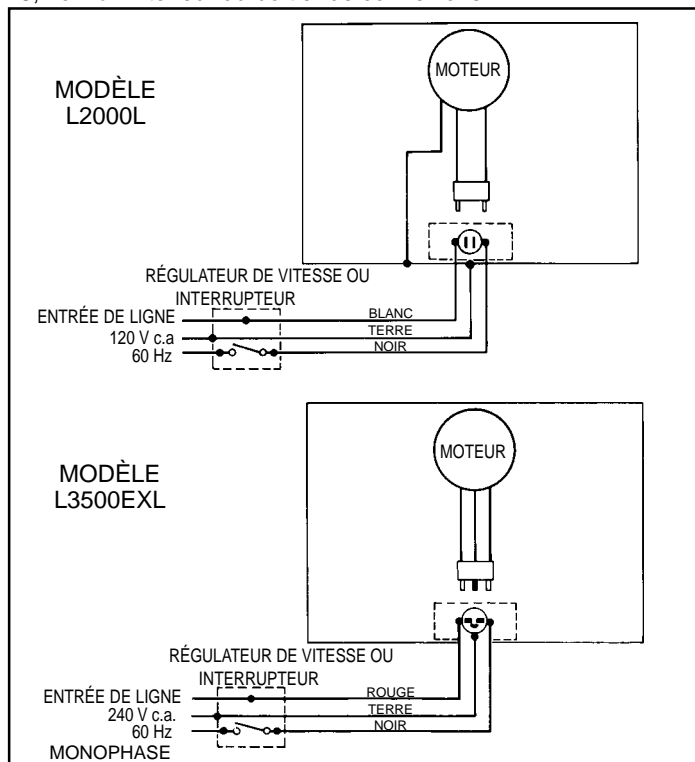 MOTEUR
MODÈLE
L2000L
RÉGULATEUR DE VITESSE OU
INTERRUPTEUR
ENTRÉE DE LIGNE
BLANC
120 V c.a
TERRE
60 Hz
NOIR
MOTEUR
MODÈLE
L3500EXL
RÉGULATEUR DE VITESSE OU
INTERRUPTEUR
ENTRÉE DE LIGNE
ROUGE
240 V c.a.
TERRE
60 Hz
NOIR
MONOPHASE